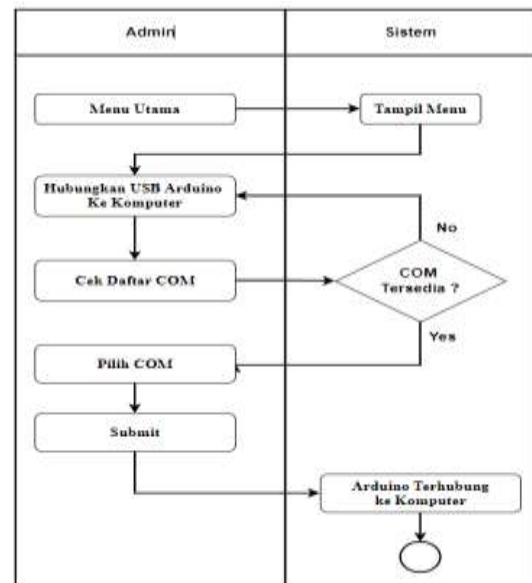 Admin
Sistem
Menu Utama
Tampil Menu
Hubungkan USB Arduino
Ke Komputer
No
Cek Daftar COM
COM
Tersedia ?
Yes
Pilih COM
Submit
Arduino Terhubung
ke Komputer